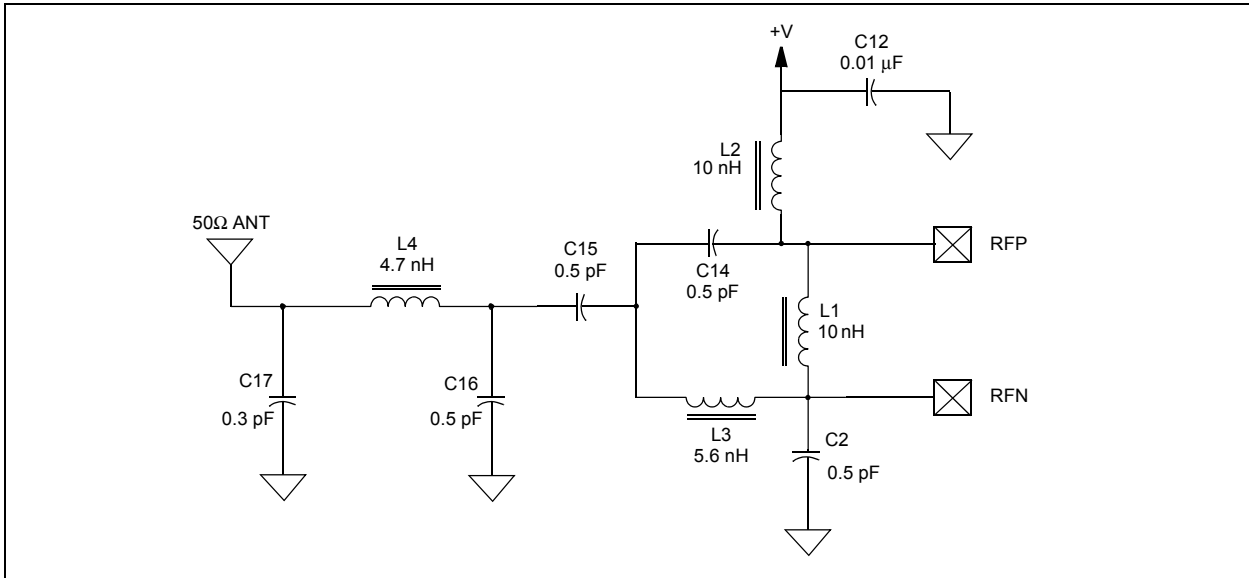 +V
C12
0.01 μF
L2
10 nH
50Ω ANT
L4
4.7 nH
C15
0.5 pF
C14
0.5 pF
RFP
L1
10 nH
C17
0.3 pF
C16
0.5 pF
L3
5.6 nH
RFN
C2
0.5 pF